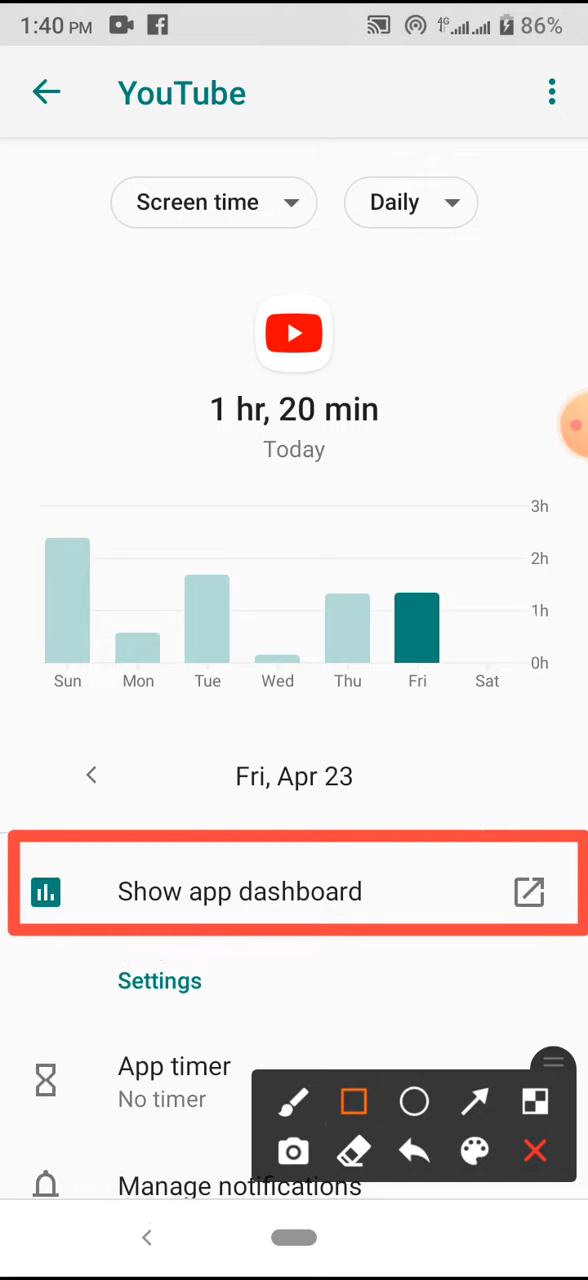 1:40 PM 4G 86%
YouTube
Screen time Daily
1 hr, 20 min
Today
3h
2h
1h
0h
Sun Mon Tue Wed Thu Fri Sat
Fri, Apr 23
Show app dashboard
Settings
App timer
No timer
Manage notifications